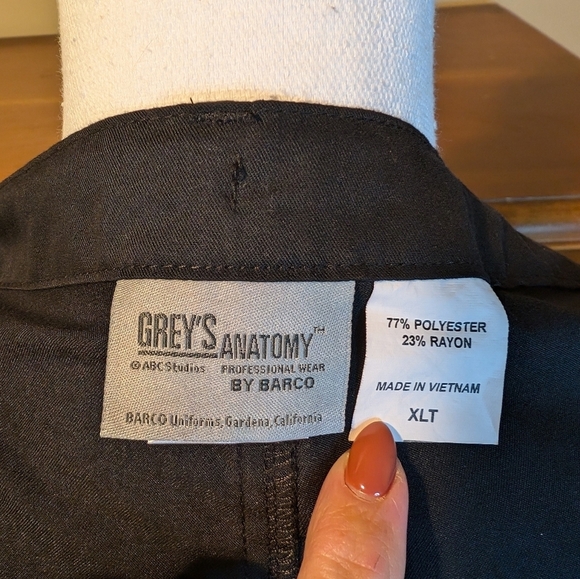 GREY'S ANATOMY™
© ABC Studios PROFESSIONAL WEAR
BY BARCO
BARCO Uniforms, Gardena, California
77% POLYESTER
23% RAYON
MADE IN VIETNAM
XLT